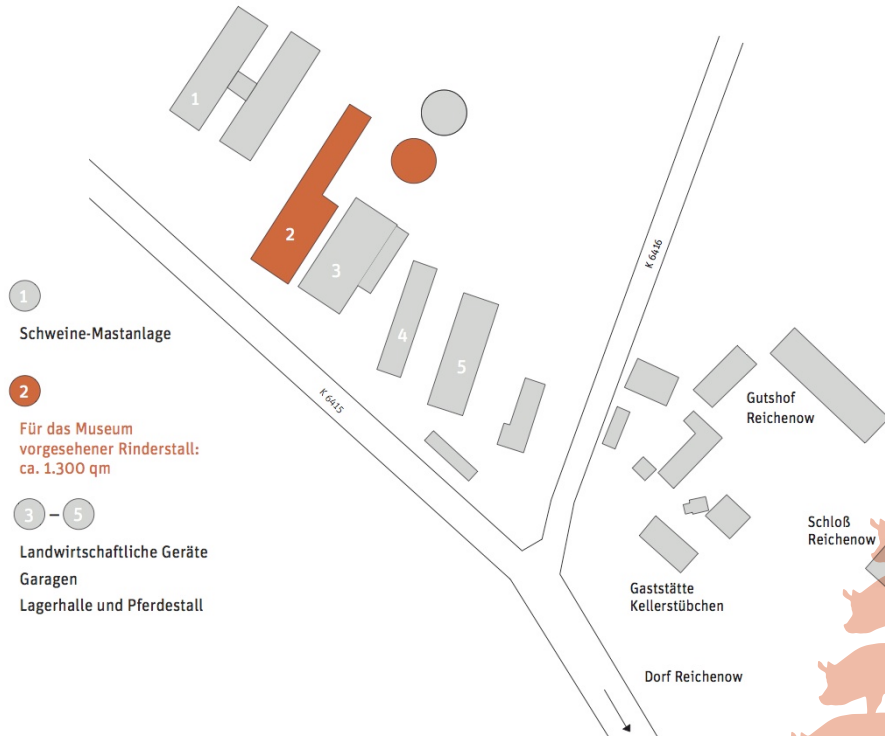 1
2
3
4
5
K 6415
K 6416
1
Schweine-Mastanlage
2
Für das Museum
vorgesehener Rinderstall:
ca. 1.300 qm
3 – 5
Landwirtschaftliche Geräte
Garagen
Lagerhalle und Pferdestall
Gutshof
Reichenow
Schloß
Reichenow
Gaststätte
Kellerstübchen
Dorf Reichenow